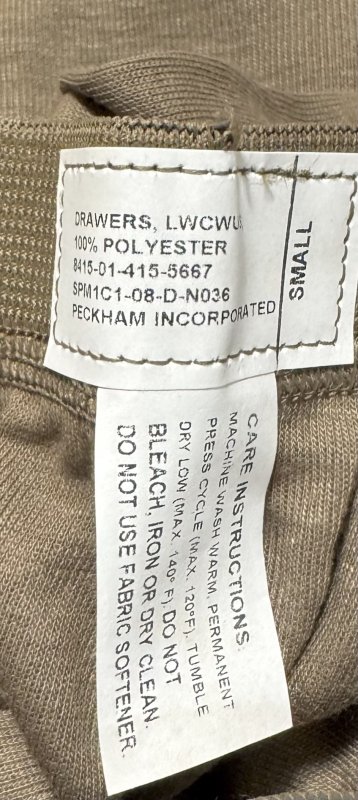 DRAWERS, LWCWUS
100% POLYESTER
8415-01-415-5667
SPM1C1-08-D-N036
PECKHAM INCORPORATED
SMALL
CARE INSTRUCTIONS:
MACHINE WASH WARM, PERMANENT
PRESS CYCLE (MAX. 120°F). TUMBLE
DRY LOW (MAX. 140° F). DO NOT
BLEACH, IRON OR DRY CLEAN.
DO NOT USE FABRIC SOFTENER.